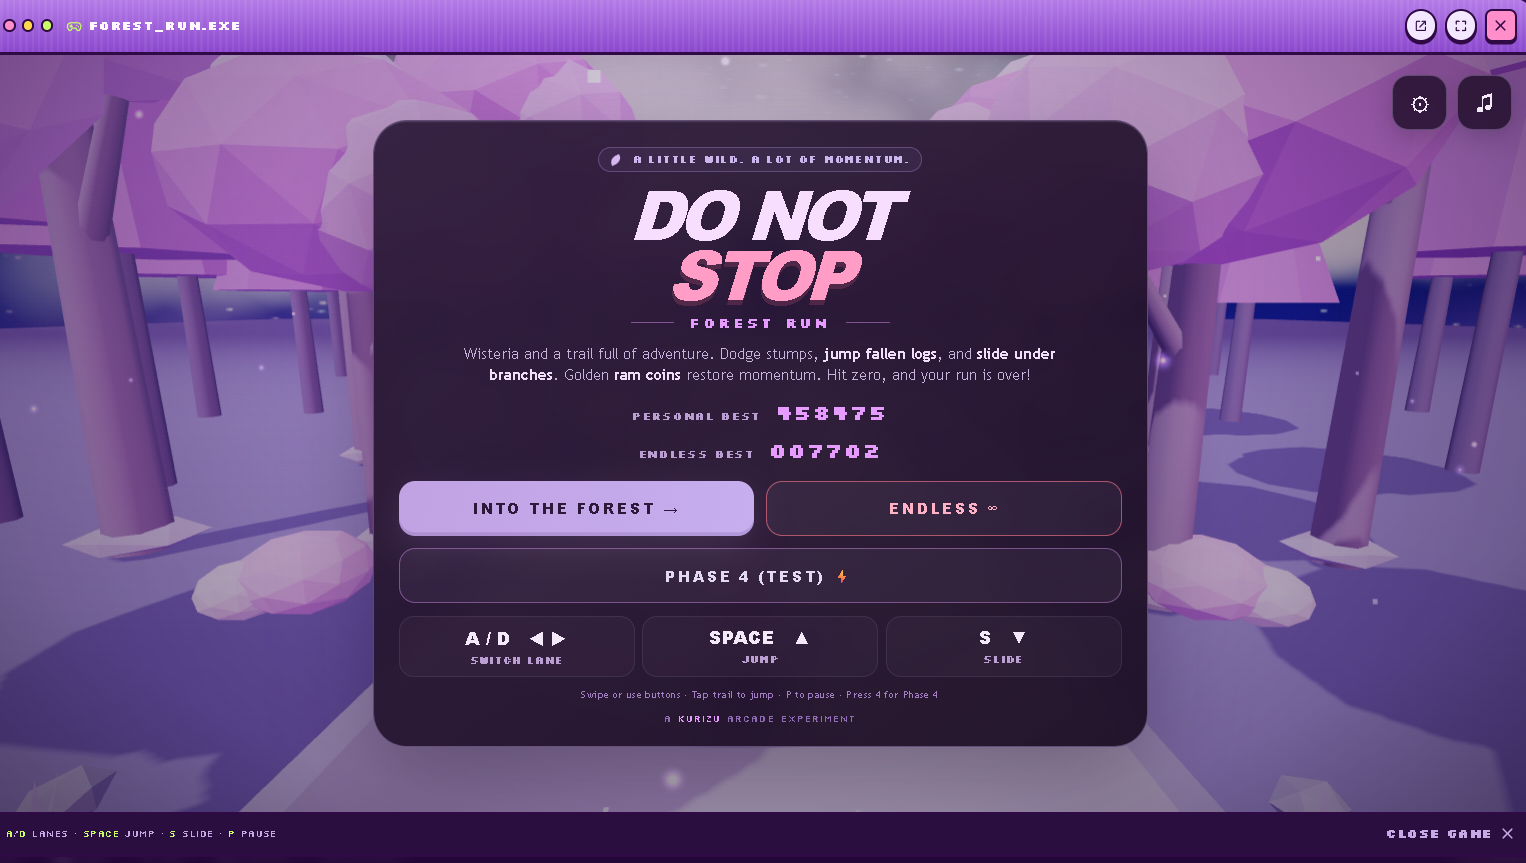 FOREST_RUN.EXE
A LITTLE WILD. A LOT OF MOMENTUM.
DO NOT
STOP
FOREST RUN
Wisteria and a trail full of adventure. Dodge stumps, jump fallen logs, and slide under
branches. Golden ram coins restore momentum. Hit zero, and your run is over!
PERSONAL BEST 958975
ENDLESS BEST 007702
INTO THE FOREST →
ENDLESS ∞
PHASE 4 (TEST) ⚡
A / D ◀ ▶
SWITCH LANE
SPACE ▲
JUMP
S ▼
SLIDE
Swipe or use buttons · Tap trail to jump · P to pause · Press 4 for Phase 4
A KURIZU ARCADE EXPERIMENT
A/D LANES · SPACE JUMP · S SLIDE · P PAUSE
CLOSE GAME ×